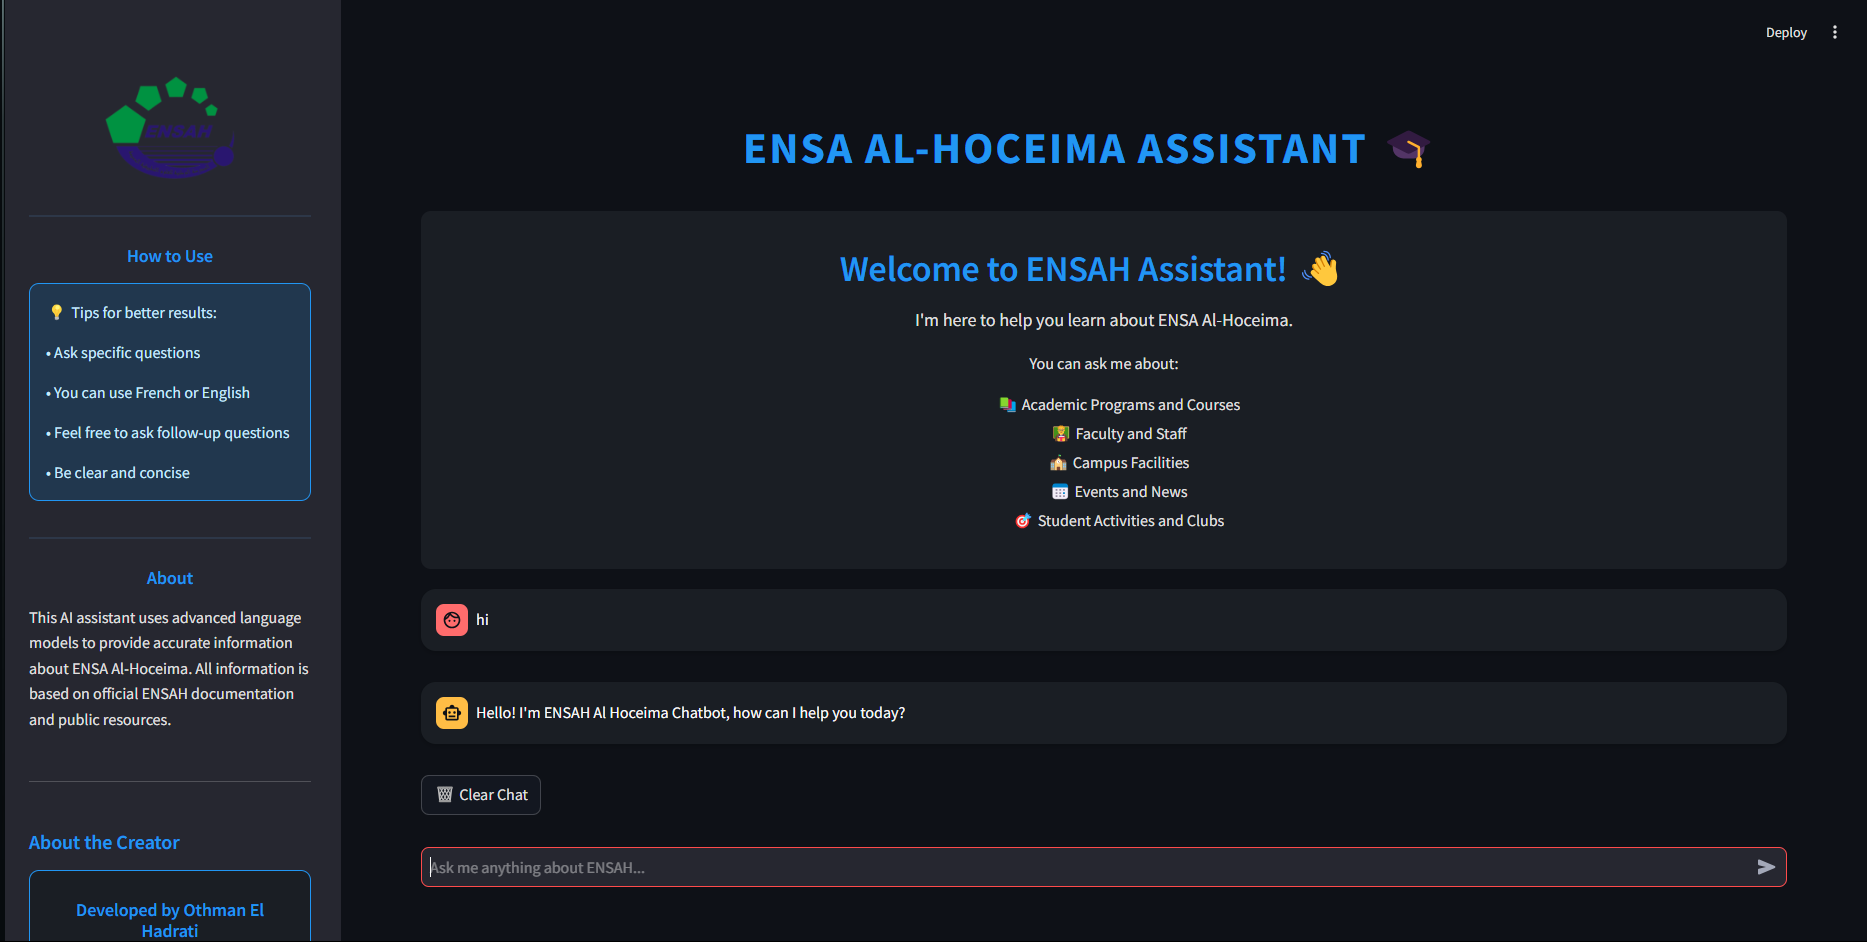 ENSAH
How to Use
💡 Tips for better results:
• Ask specific questions
• You can use French or English
• Feel free to ask follow-up questions
• Be clear and concise
About
This AI assistant uses advanced language
models to provide accurate information
about ENSA Al-Hoceima. All information is
based on official ENSAH documentation
and public resources.
About the Creator
Developed by Othman El
Hadrati
Deploy
ENSA AL-HOCEIMA ASSISTANT 🎓
Welcome to ENSAH Assistant! 👋
I'm here to help you learn about ENSA Al-Hoceima.
You can ask me about:
📚 Academic Programs and Courses
👩‍🏫 Faculty and Staff
🏫 Campus Facilities
📅 Events and News
🎯 Student Activities and Clubs
hi
Hello! I'm ENSAH Al Hoceima Chatbot, how can I help you today?
🗑️ Clear Chat
Ask me anything about ENSAH...